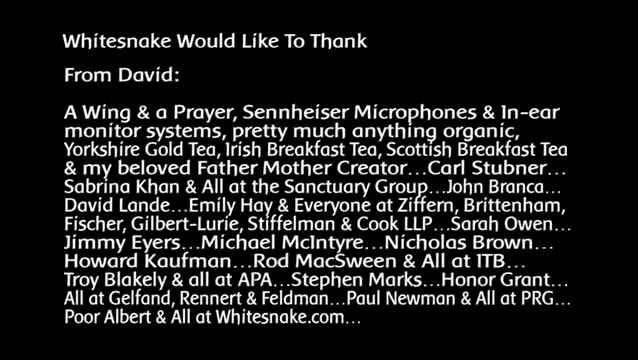 Whitesnake Would Like To Thank
From David:
A Wing & a Prayer, Sennheiser Microphones & In-ear
monitor systems, pretty much anything organic,
Yorkshire Gold Tea, Irish Breakfast Tea, Scottish Breakfast Tea
& my beloved Father Mother Creator...Carl Stubner...
Sabrina Khan & All at the Sanctuary Group...John Branca...
David Lande...Emily Hay & Everyone at Ziffern, Brittenham,
Fischer, Gilbert-Lurie, Stiffelman & Cook LLP...Sarah Owen...
Jimmy Eyers...Michael McIntyre...Nicholas Brown...
Howard Kaufman...Rod MacSween & All at ITB...
Troy Blakely & all at APA...Stephen Marks...Honor Grant...
All at Gelfand, Rennert & Feldman...Paul Newman & All at PRG...
Poor Albert & All at Whitesnake.com...